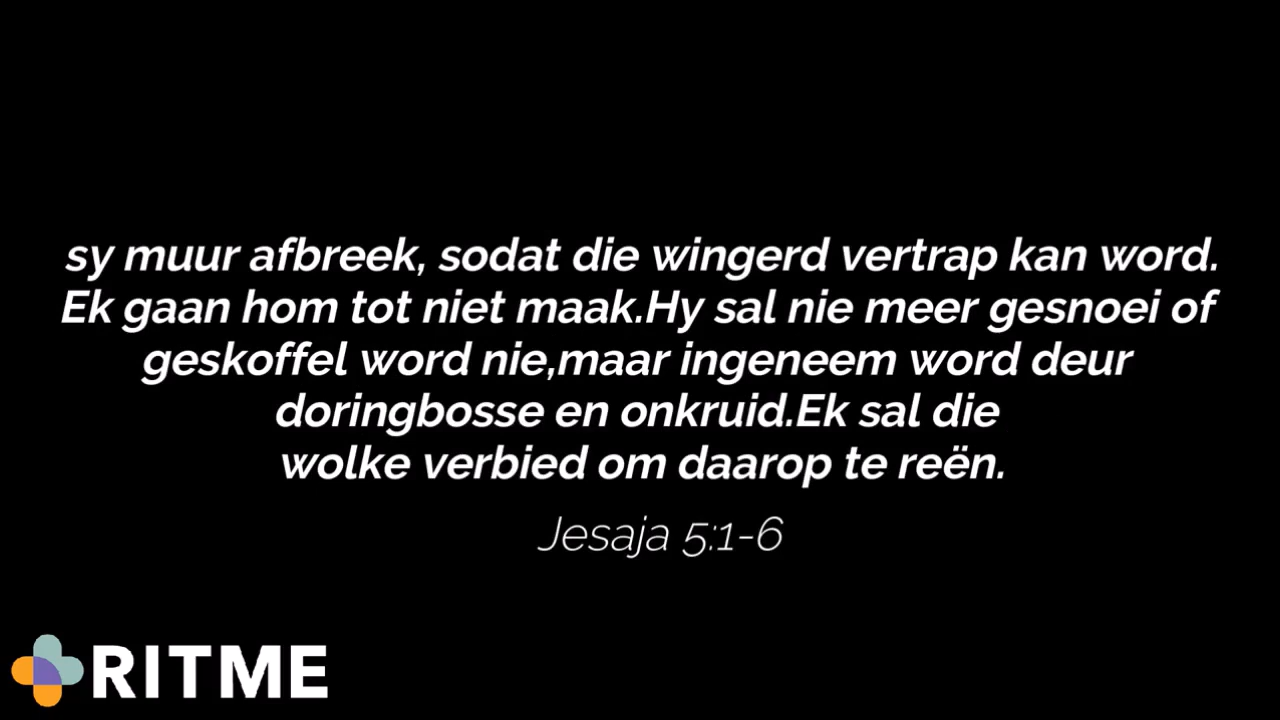 sy muur afbreek, sodat die wingerd vertrap kan word.
Ek gaan hom tot niet maak.Hy sal nie meer gesnoei of
geskoffel word nie,maar ingeneem word deur
doringbosse en onkruid.Ek sal die
wolke verbied om daarop te reën.
Jesaja 5:1-6
RITME